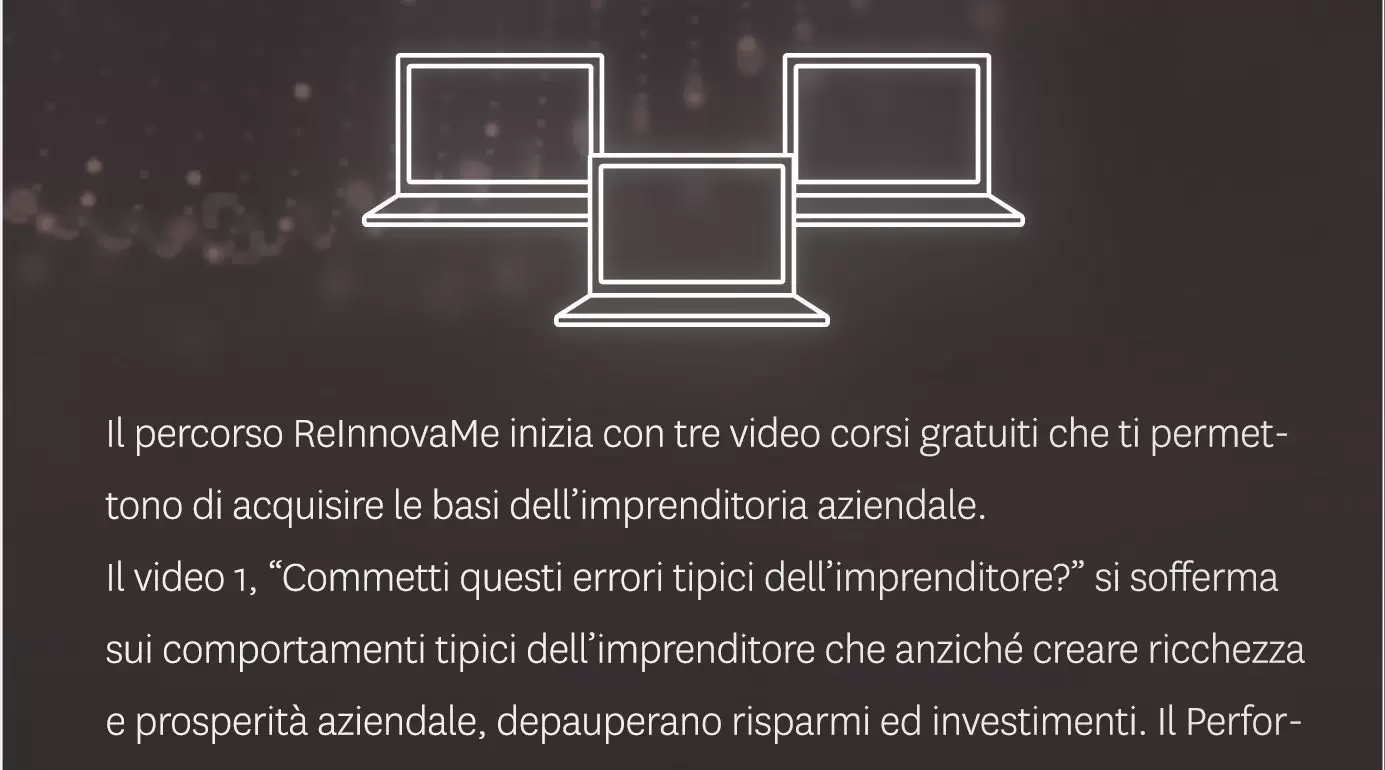 Il percorso ReInnovaMe inizia con tre video corsi gratuiti che ti permet-
tono di acquisire le basi dell’imprenditoria aziendale.
Il video 1, “Commetti questi errori tipici dell’imprenditore?” si sofferma
sui comportamenti tipici dell’imprenditore che anziché creare ricchezza
e prosperità aziendale, depauperano risparmi ed investimenti. Il Perfor-